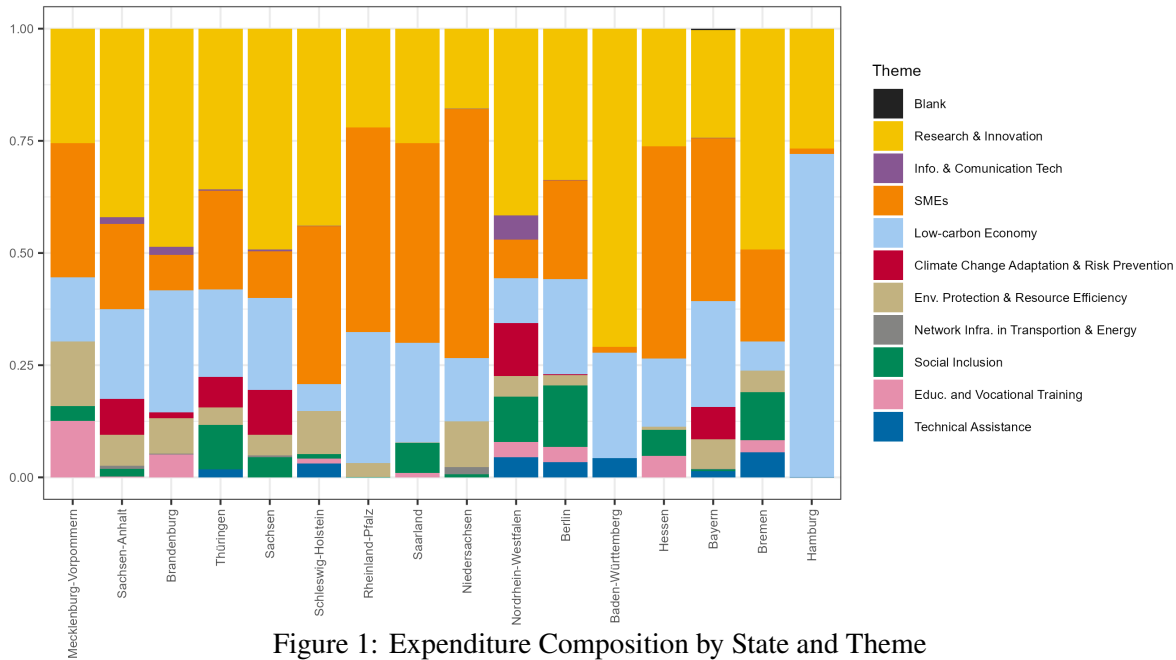 1.00
0.75
0.50
0.25
0.00
Mecklenburg-Vorpommern
Sachsen-Anhalt
Brandenburg
Thüringen
Sachsen
Schleswig-Holstein
Rheinland-Pfalz
Saarland
Niedersachsen
Nordrhein-Westfalen
Berlin
Baden-Württemberg
Hessen
Bayern
Bremen
Hamburg
Theme
Blank
Research & Innovation
Info. & Comunication Tech
SMEs
Low-carbon Economy
Climate Change Adaptation & Risk Prevention
Env. Protection & Resource Efficiency
Network Infra. in Transportion & Energy
Social Inclusion
Educ. and Vocational Training
Technical Assistance
Figure 1: Expenditure Composition by State and Theme